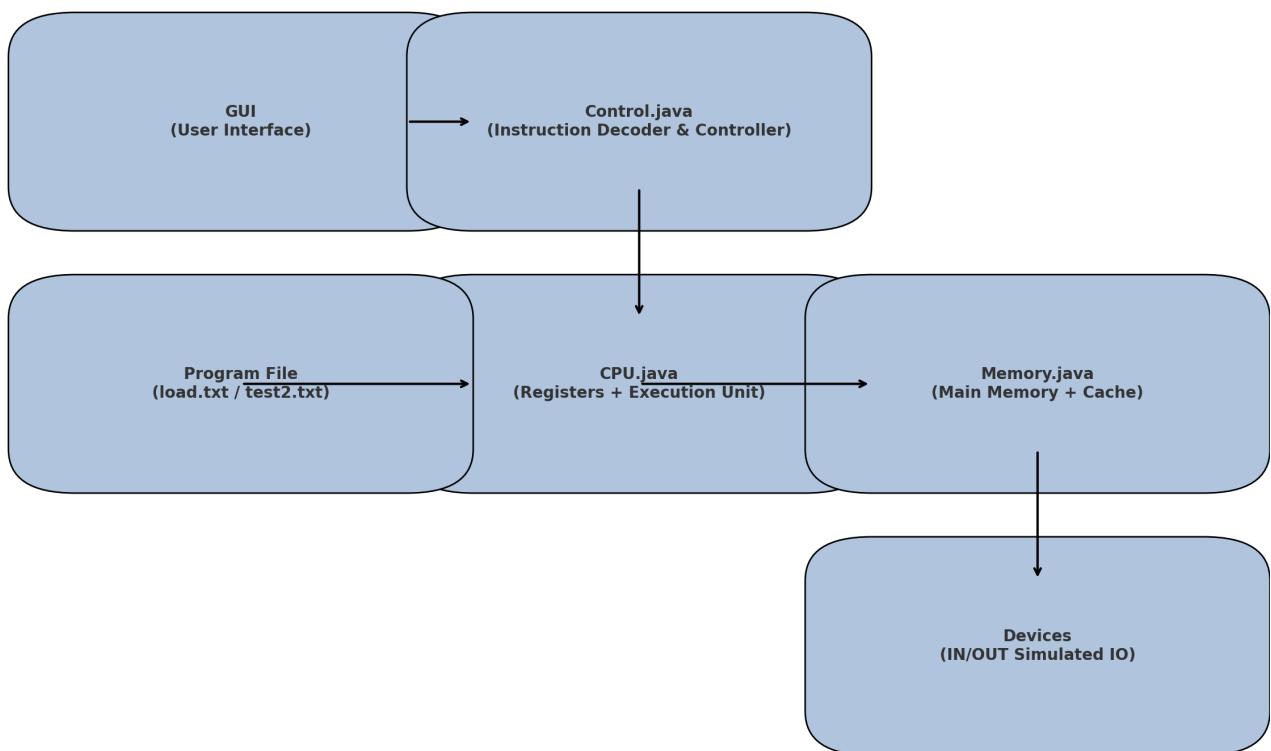 GUI
(User Interface)
Control.java
(Instruction Decoder & Controller)
Program File
(load.txt / test2.txt)
CPU.java
(Registers + Execution Unit)
Memory.java
(Main Memory + Cache)
Devices
(IN/OUT Simulated IO)